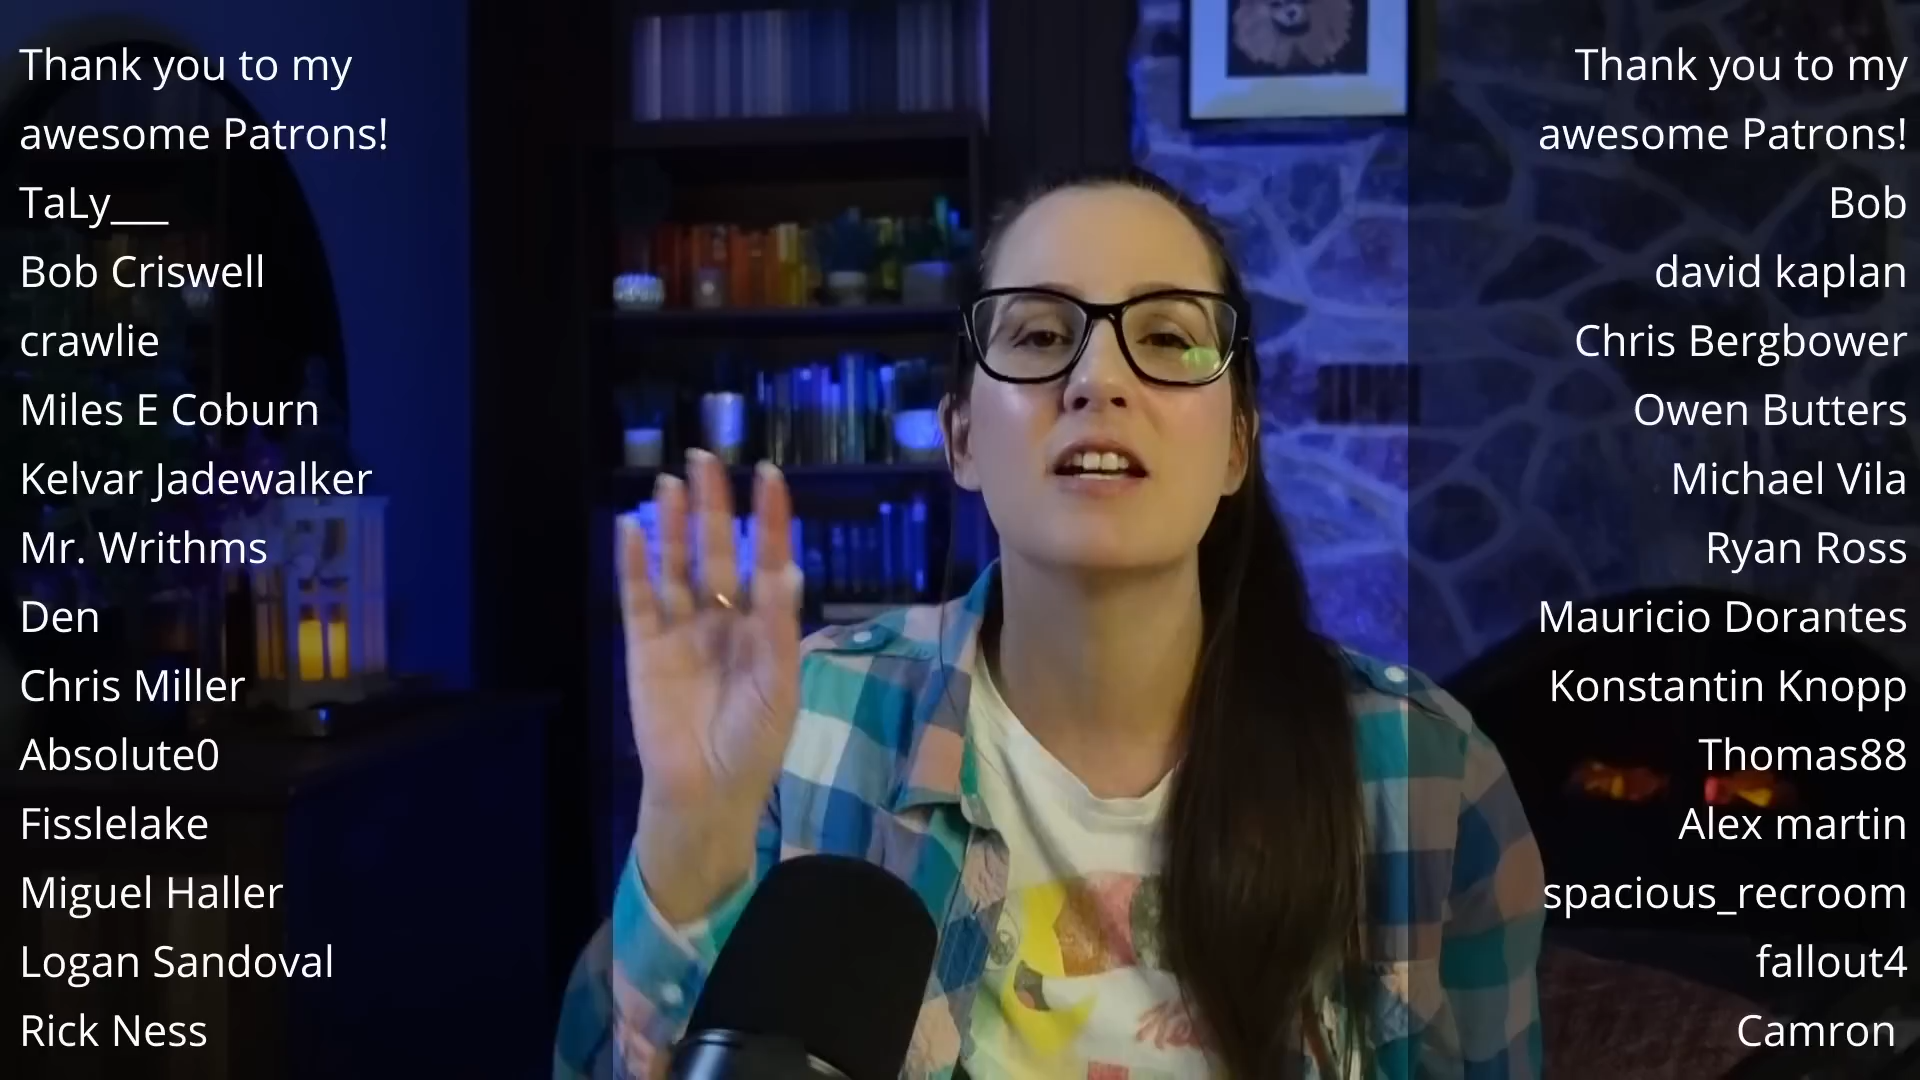 Thank you to my
awesome Patrons!
TaLy___
Bob Criswell
crawlie
Miles E Coburn
Kelvar Jadewalker
Mr. Writhms
Den
Chris Miller
Absolute0
Fisslelake
Miguel Haller
Logan Sandoval
Rick Ness
Thank you to my
awesome Patrons!
Bob
david kaplan
Chris Bergbower
Owen Butters
Michael Vila
Ryan Ross
Mauricio Dorantes
Konstantin Knopp
Thomas88
Alex martin
spacious_recroom
fallout4
Camron